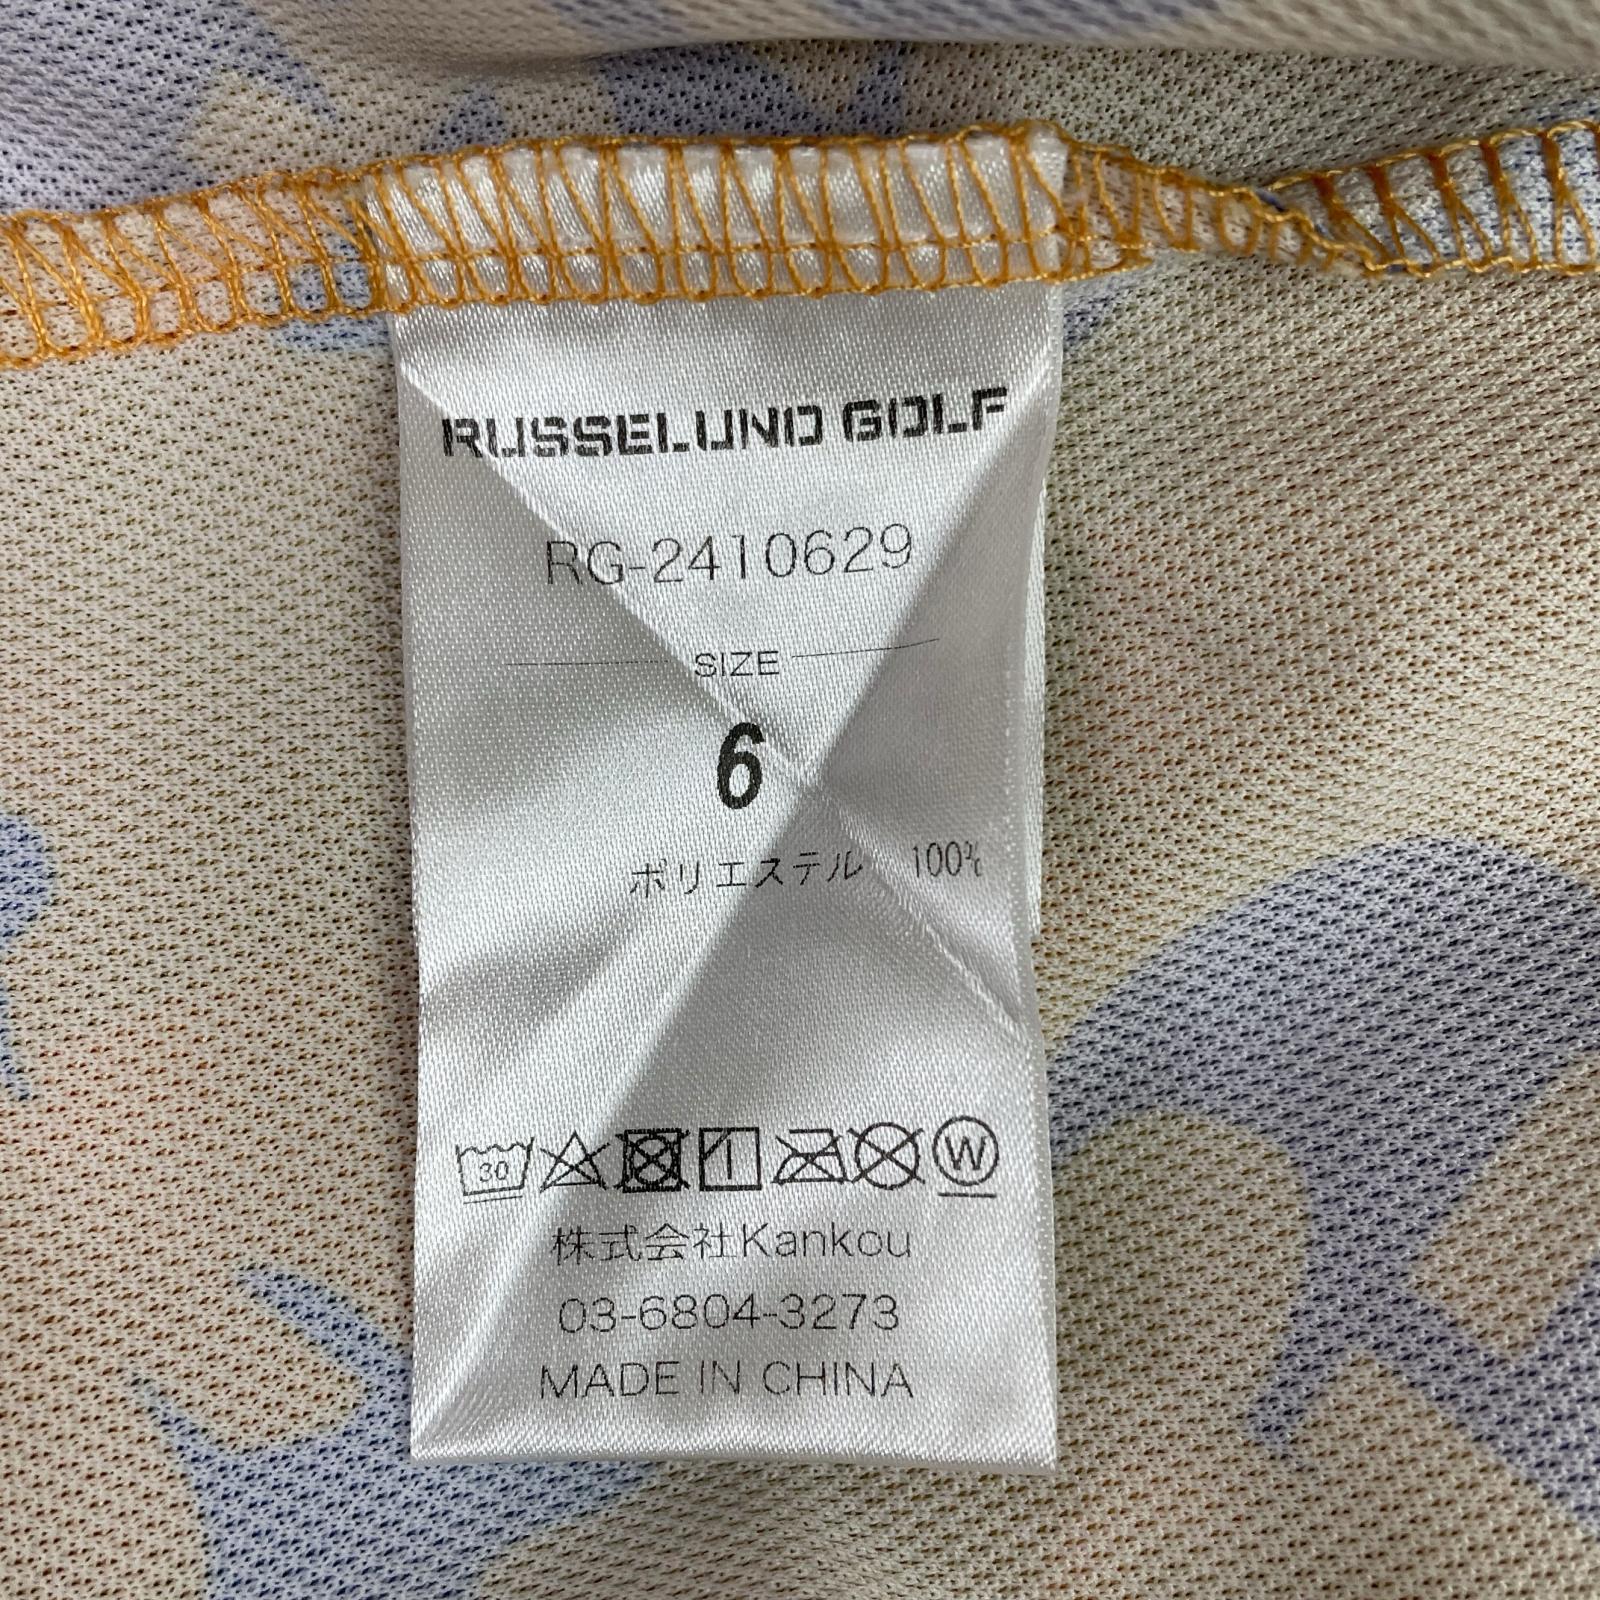 RUSSELUNO GOLF
RG-2410629
SIZE
6
ポリエステル 100%
30 W
株式会社Kankou
03-6804-3273
MADE IN CHINA